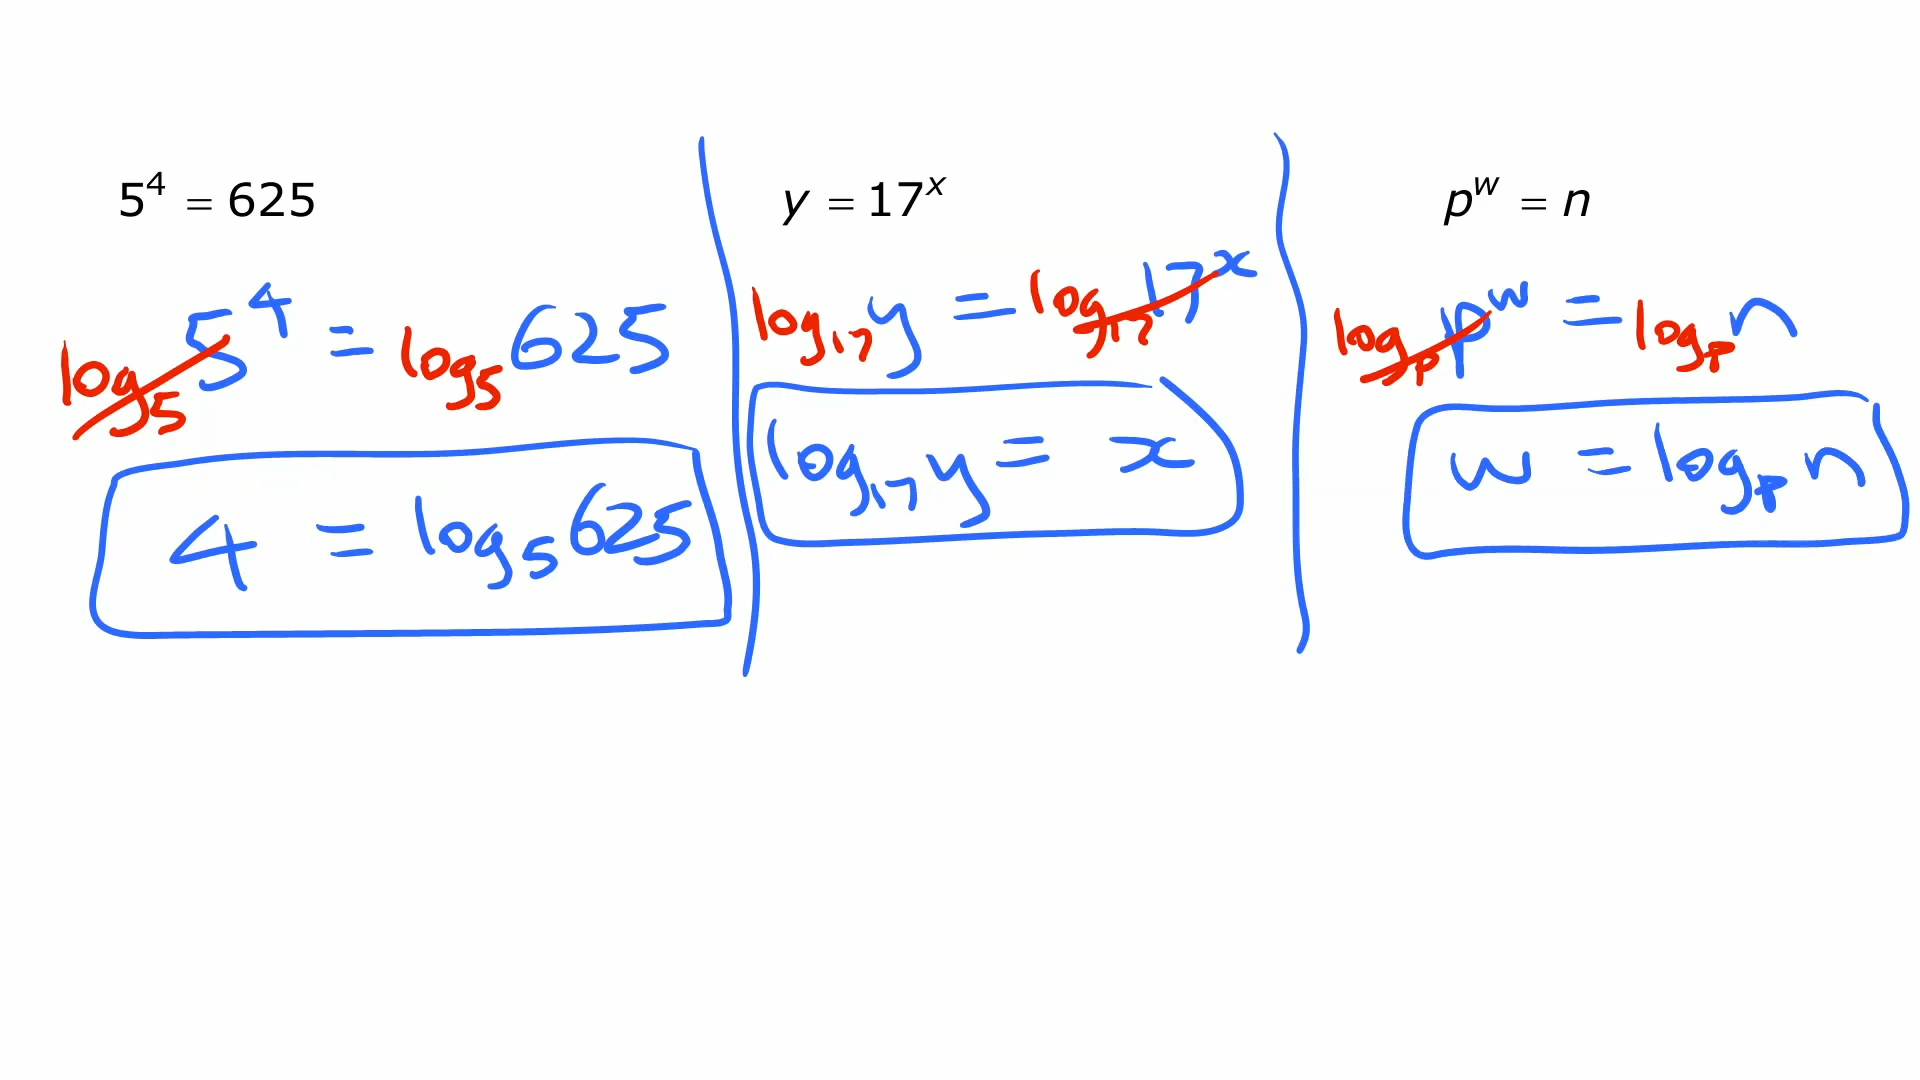 5⁴ = 625
log₅ 5⁴ = log₅ 625
4 = log₅ 625
y = 17ˣ
log₁₇ y = log₁₇ 17ˣ
log₁₇ y = x
pʷ = n
logₚ pʷ = logₚ n
w = logₚ n